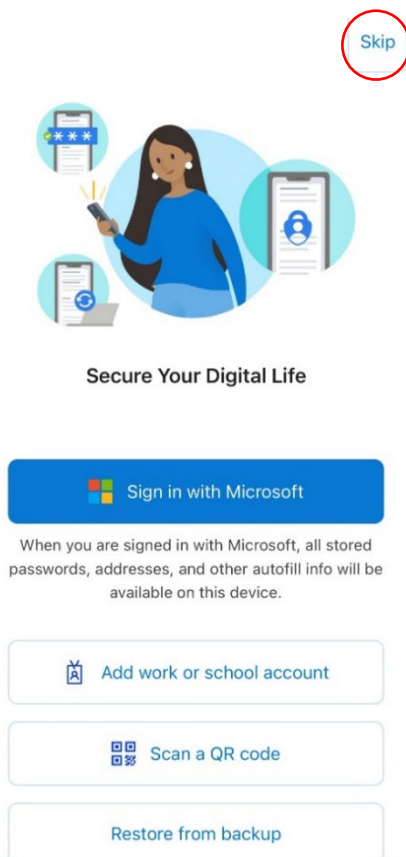 Skip
***
Secure Your Digital Life
Sign in with Microsoft
When you are signed in with Microsoft, all stored
passwords, addresses, and other autofill info will be
available on this device.
Add work or school account
Scan a QR code
Restore from backup